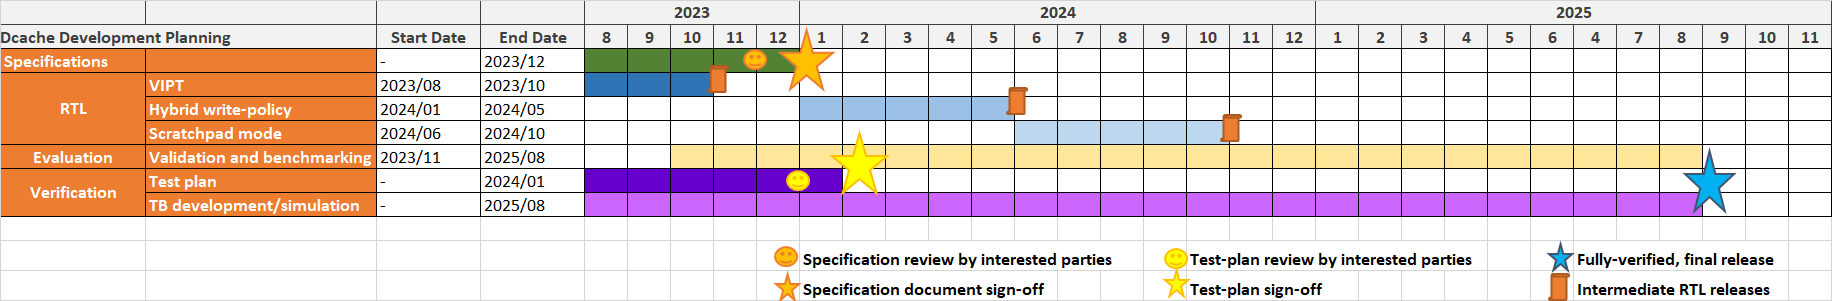 2023 2024 2025
Dcache Development Planning Start Date End Date 8 9 10 11 12 1 2 3 4 5 6 7 8 9 10 11 12 1 2 3 4 5 6 4 7 8 9 10 11
Specifications - 2023/12
RTL VIPT 2023/08 2023/10
Hybrid write-policy 2024/01 2024/05
Scratchpad mode 2024/06 2024/10
Evaluation Validation and benchmarking 2023/11 2025/08
Verification Test plan - 2024/01
TB development/simulation - 2025/08
Specification review by interested parties Test-plan review by interested parties Fully-verified, final release
Specification document sign-off Test-plan sign-off Intermediate RTL releases